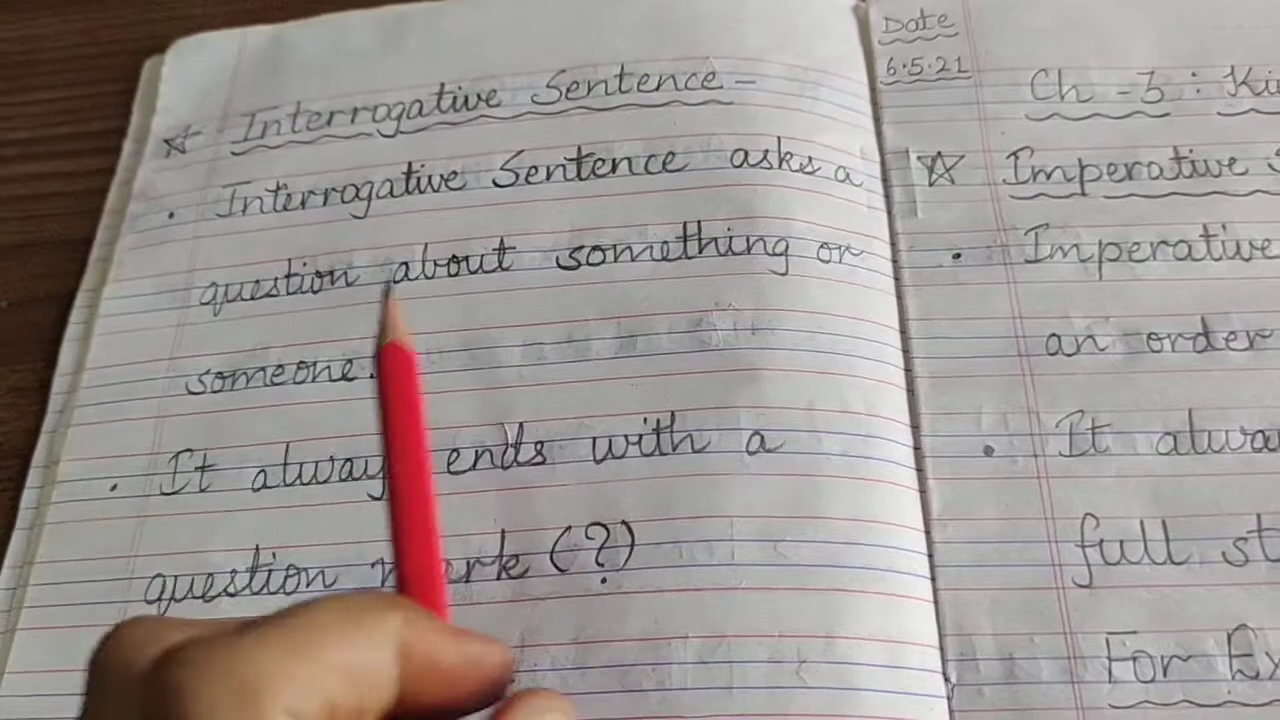 Interrogative Sentence -
. Interrogative Sentence asks a
question about something or
someone.
. It always ends with a
question mark (?)
Date
6.5.21
Ch - 3 :
Imperative
. Imperative
an order
. It
full
For